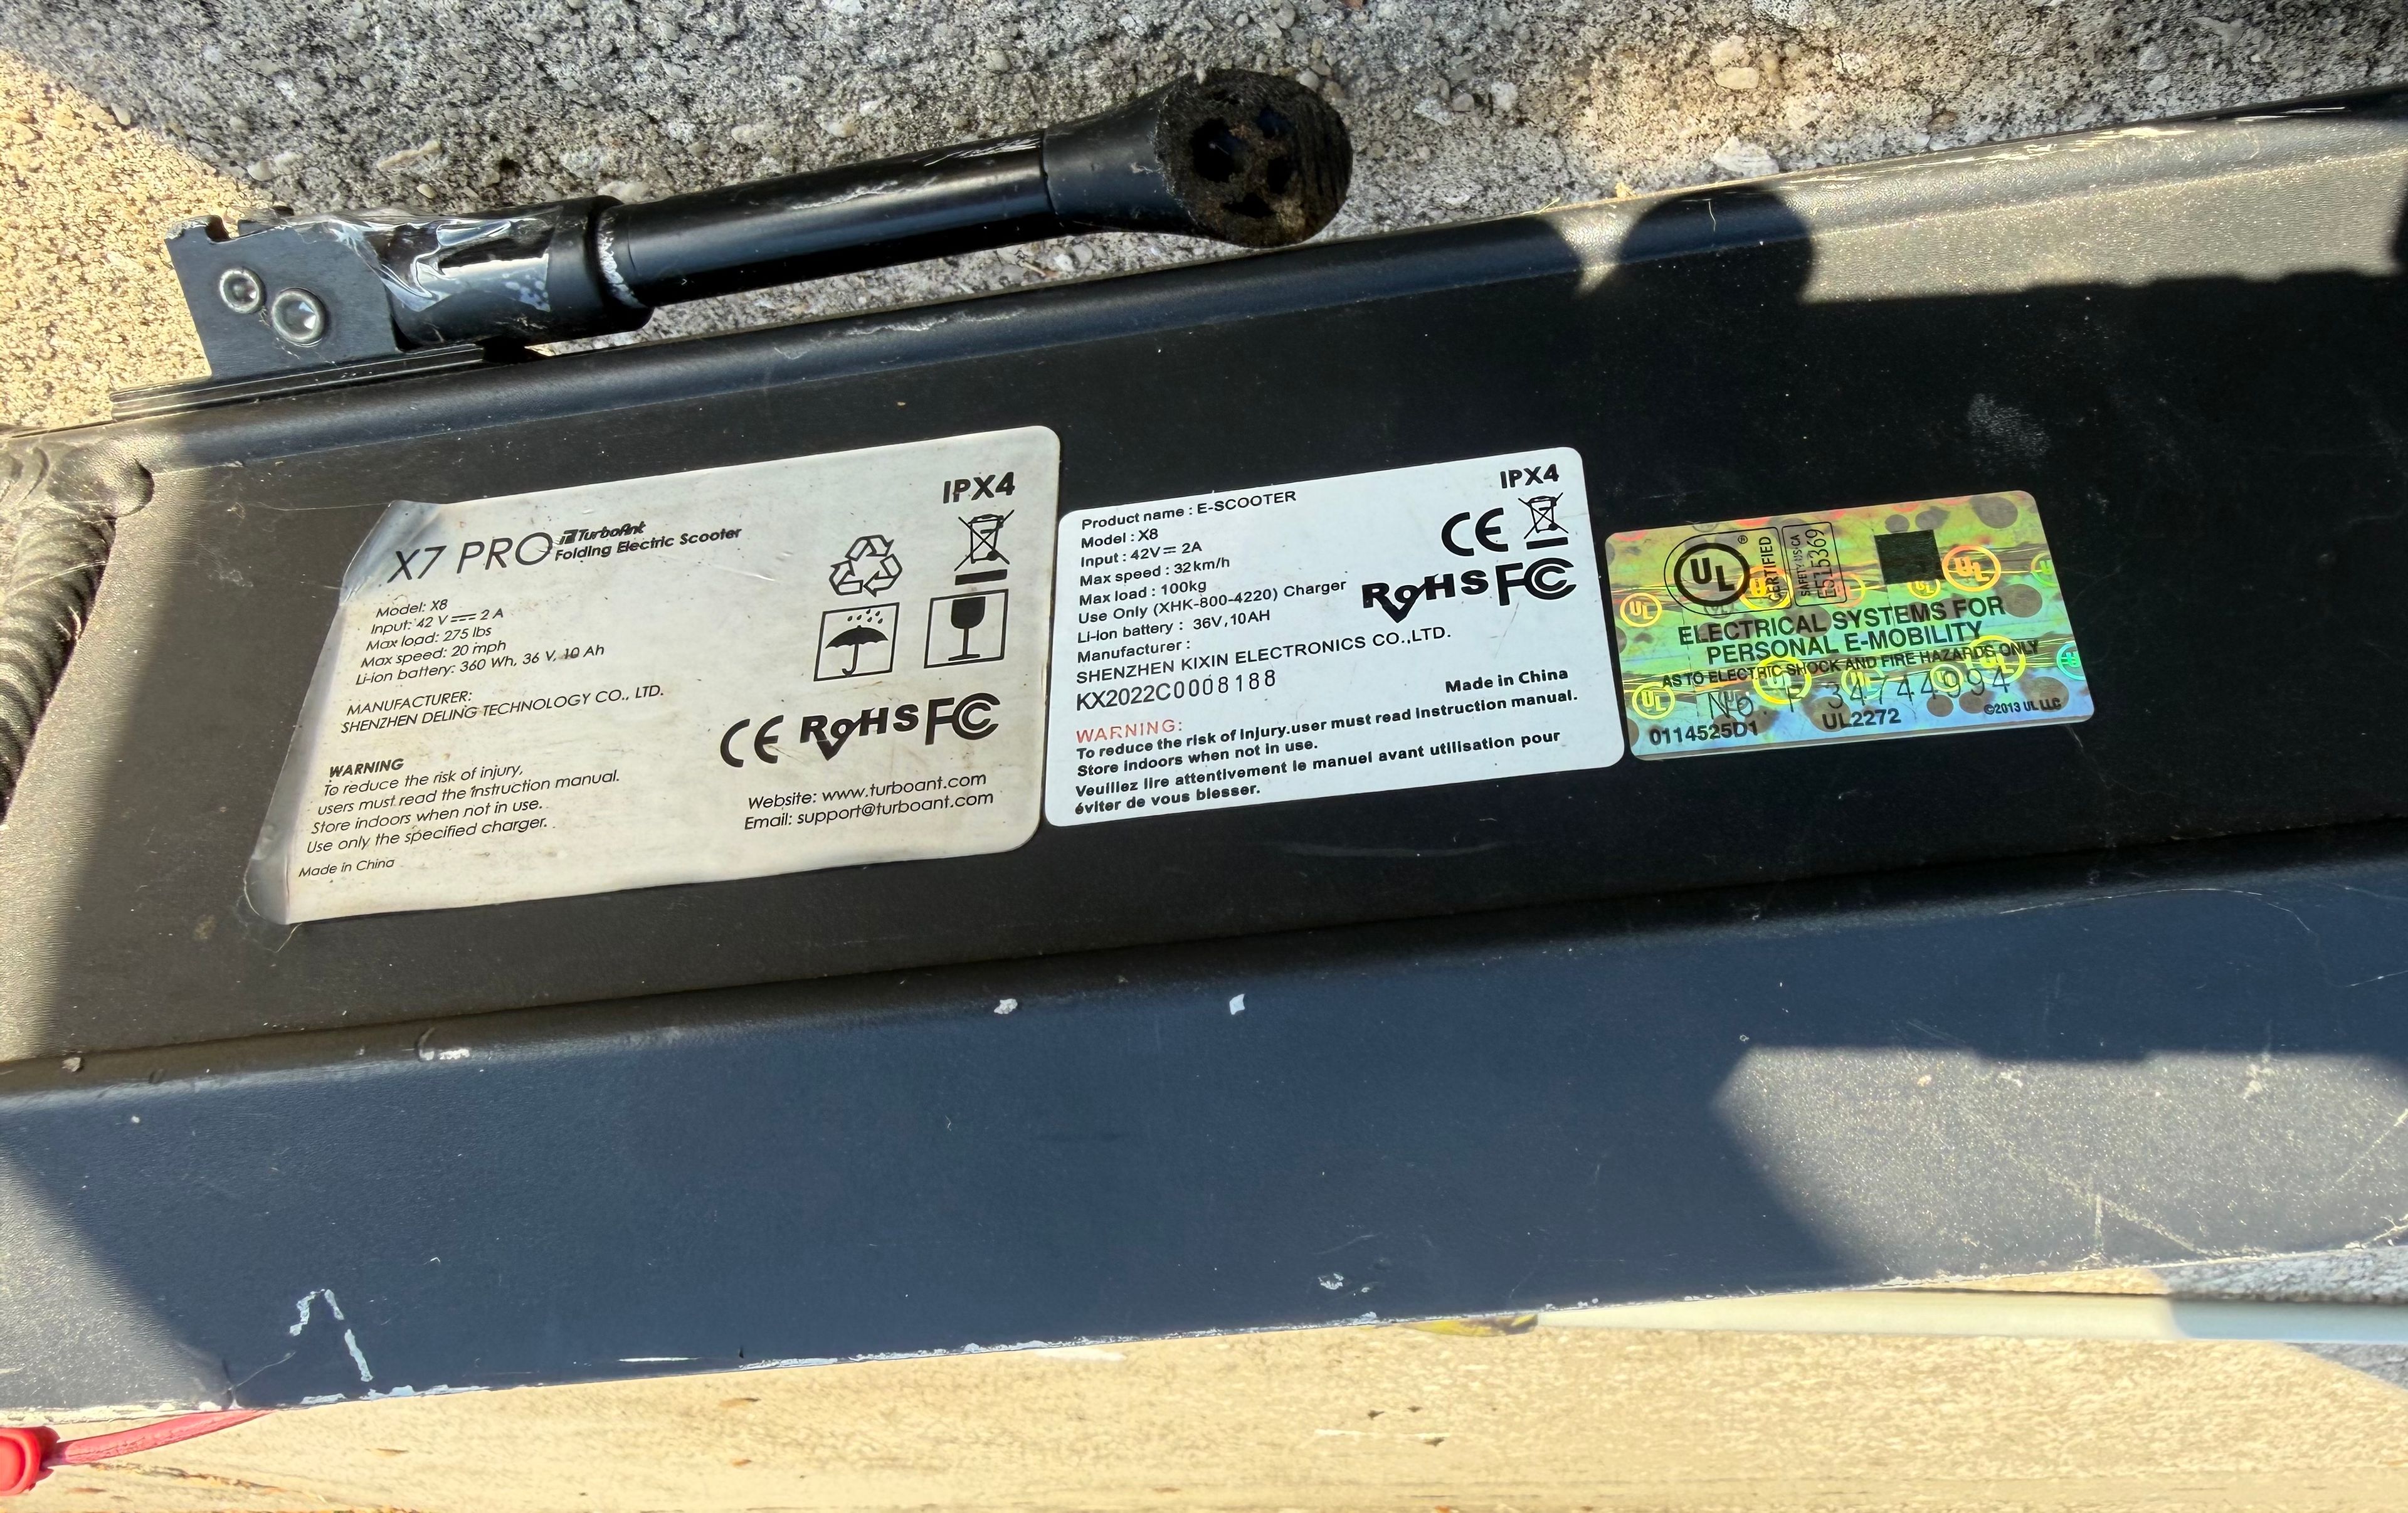 X7 PRO TurboAnt
Folding Electric Scooter
IPX4
Model: X8
Input: 42 V⎓2 A
Max load: 275 lbs
Max speed: 20 mph
Li-ion battery: 360 Wh, 36 V, 10 Ah
MANUFACTURER:
SHENZHEN DELING TECHNOLOGY CO., LTD.
CE RoHS FC
WARNING
To reduce the risk of injury,
users must read the instruction manual.
Store indoors when not in use.
Use only the specified charger.
Made in China
Website: www.turboant.com
Email: support@turboant.com
Product name : E-SCOOTER
Model : X8
Input : 42V⎓2A
Max speed : 32km/h
Max load : 100kg
Use Only (XHK-800-4220) Charger
Li-ion battery : 36V,10AH
Manufacturer :
SHENZHEN KIXIN ELECTRONICS CO.,LTD.
KX2022C0008188
IPX4
CE
RoHS FC
Made in China
WARNING:
To reduce the risk of injury.user must read instruction manual.
Store indoors when not in use.
Veuillez lire attentivement le manuel avant utilisation pour
éviter de vous blesser.
UL ®
CERTIFIED
SAFETY: US/CA
E515369
ELECTRICAL SYSTEMS FOR
PERSONAL E-MOBILITY
AS TO ELECTRIC SHOCK AND FIRE HAZARDS ONLY
No. F 34744994
0114525D1 UL2272 ©2013 UL LLC